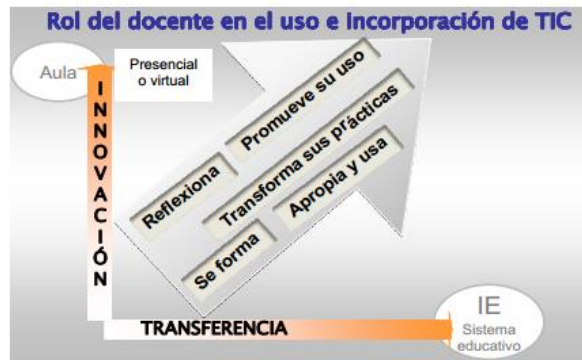 Rol del docente en el uso e incorporación de TIC
Aula
Presencial
o virtual
INNOVACIÓN
Reflexiona
Promueve su uso
Transforma sus prácticas
Se forma
Apropia y usa
TRANSFERENCIA
IE
Sistema
educativo